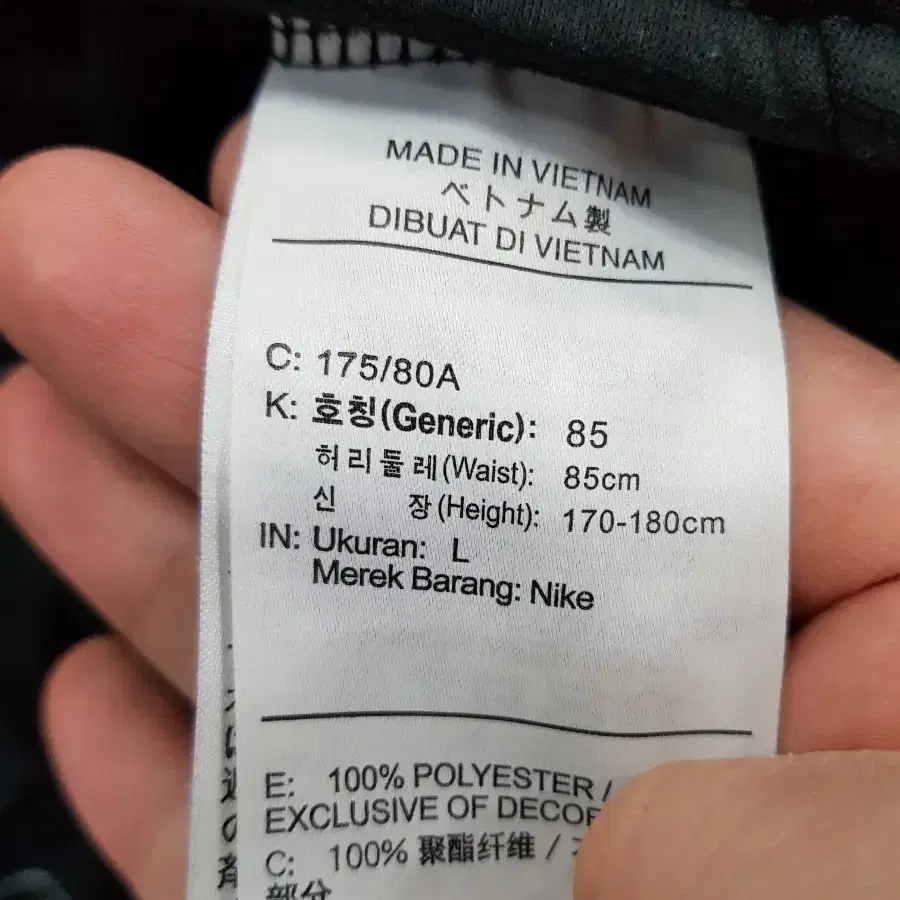 MADE IN VIETNAM
ベトナム製
DIBUAT DI VIETNAM
C: 175/80A
K: 호칭(Generic): 85
허리둘레(Waist): 85cm
신 장(Height): 170-180cm
IN: Ukuran: L
Merek Barang: Nike
E: 100% POLYESTER /
EXCLUSIVE OF
C: 100% 聚酯纤维 /
部分